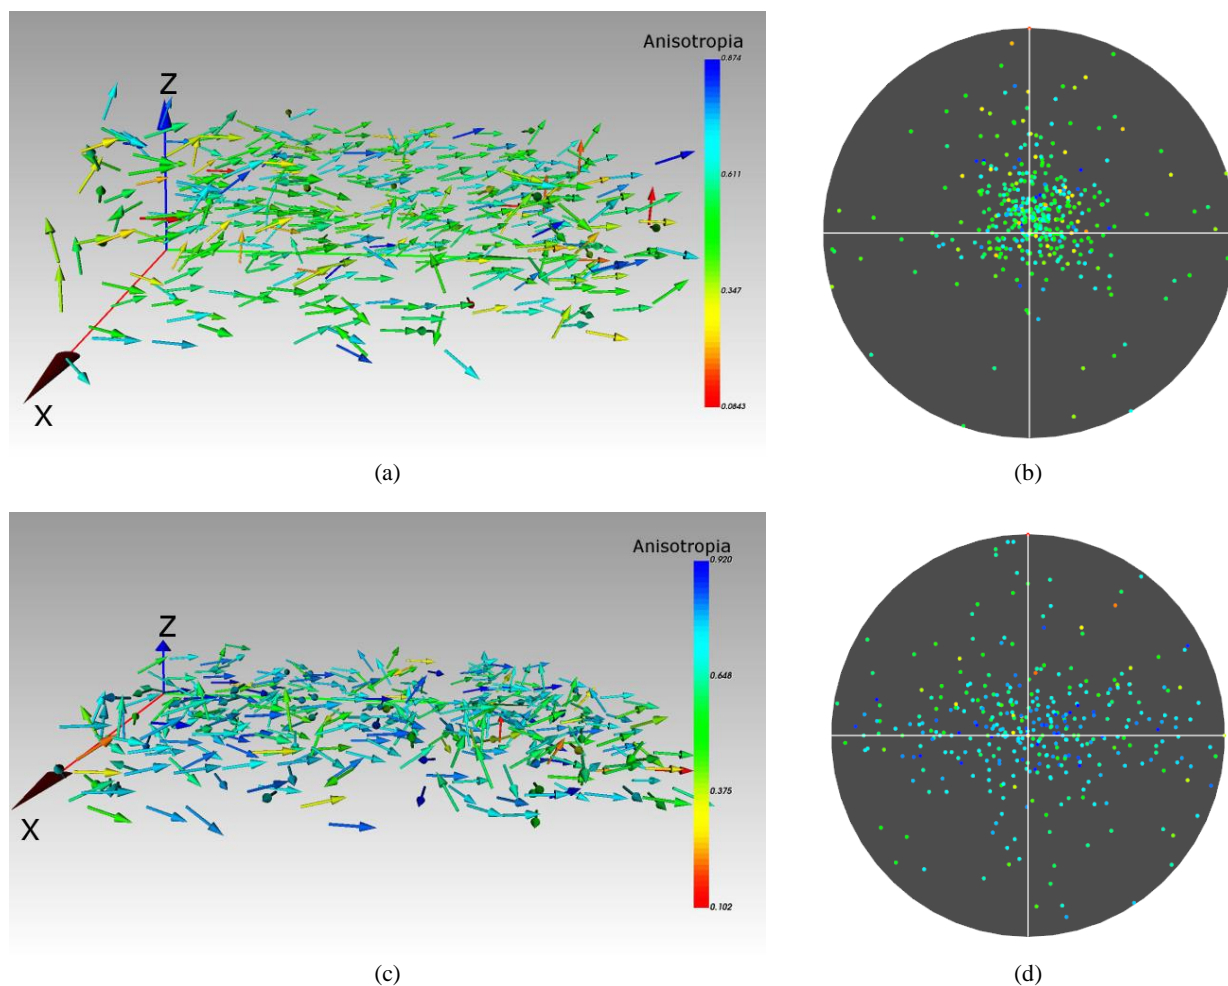 Anisotropia
0.874
Z
0.611
0.347
0.0843
X
(a)
(b)
Anisotropia
0.920
Z
0.648
0.375
X
0.102
(c)
(d)